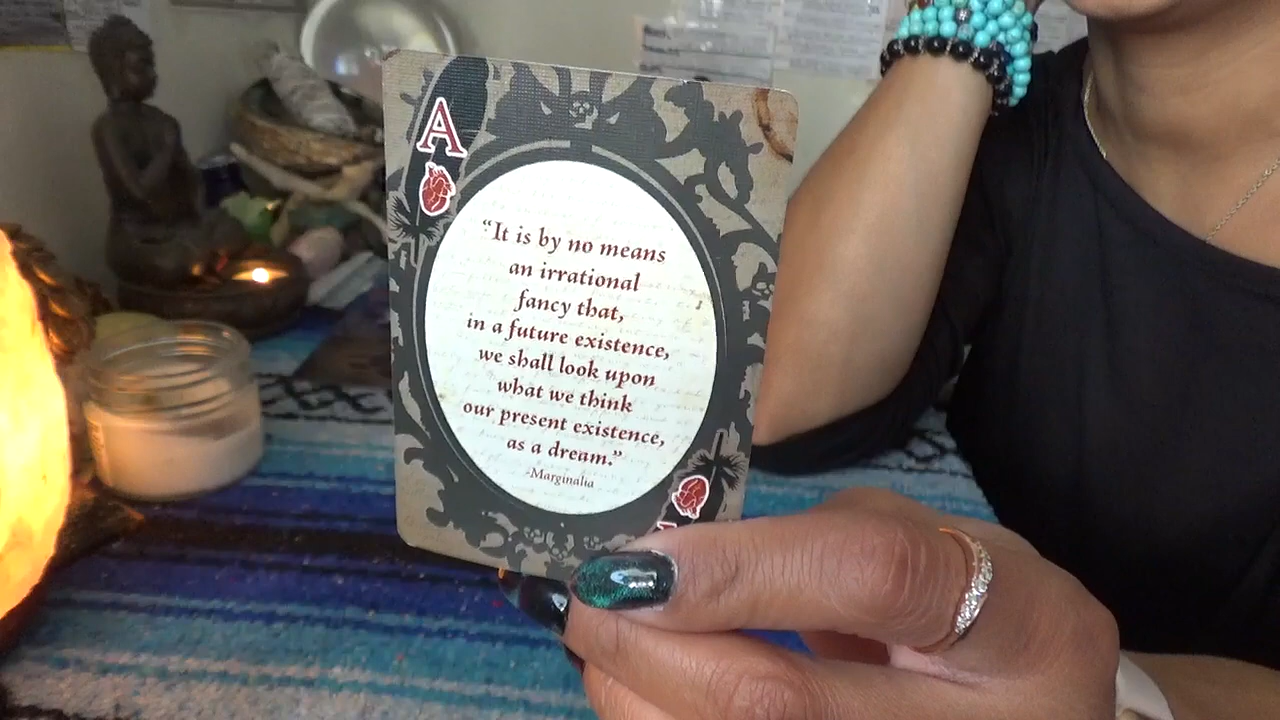 A
“It is by no means
an irrational
fancy that,
in a future existence,
we shall look upon
what we think
our present existence,
as a dream.”
-Marginalia